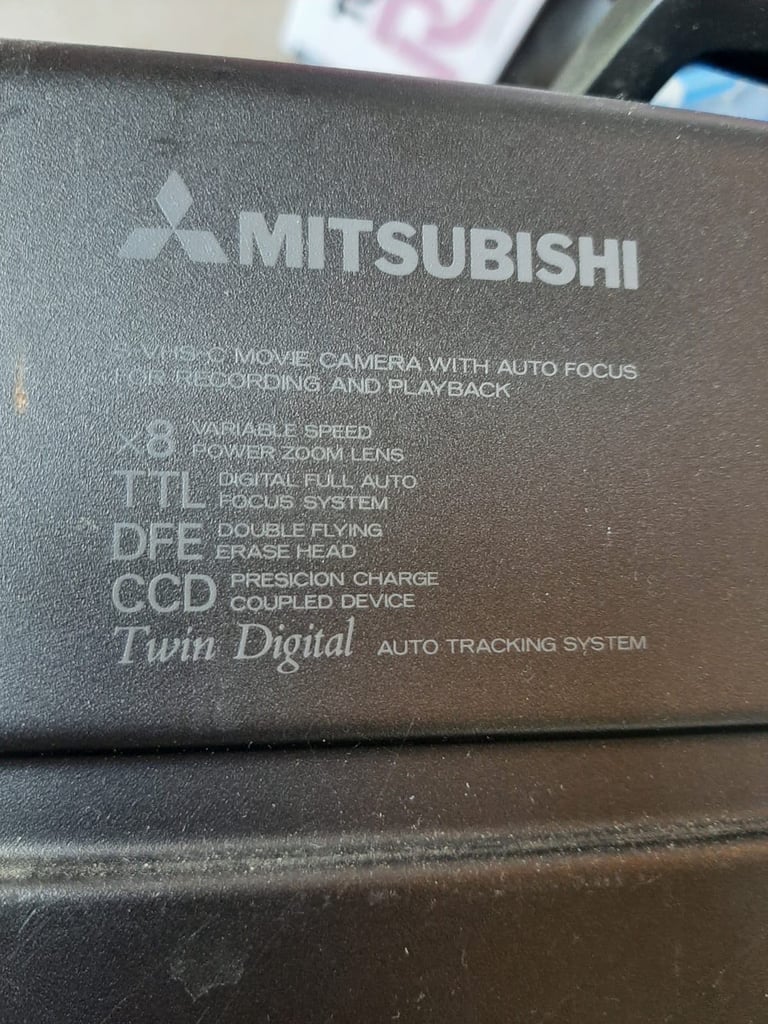 MITSUBISHI
S-VHS-C MOVIE CAMERA WITH AUTO FOCUS
FOR RECORDING AND PLAYBACK
×8 VARIABLE SPEED
POWER ZOOM LENS
TTL DIGITAL FULL AUTO
FOCUS SYSTEM
DFE DOUBLE FLYING
ERASE HEAD
CCD PRESICION CHARGE
COUPLED DEVICE
Twin Digital AUTO TRACKING SYSTEM